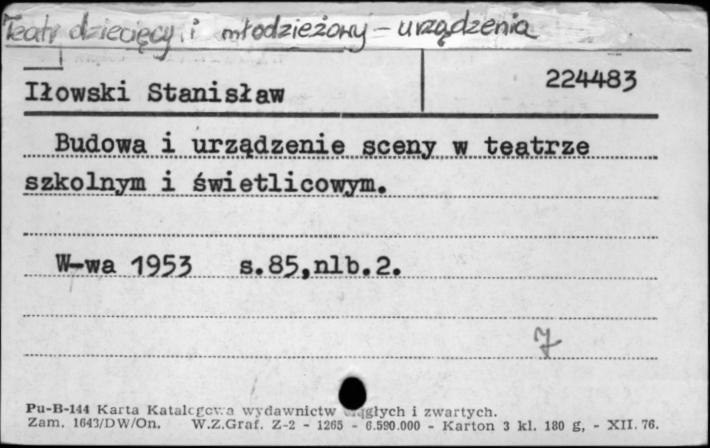 Teatr dziecięcy i młodzieżowy – urządzenia
Iłowski Stanisław
224483
Budowa i urządzenie sceny w teatrze
szkolnym i świetlicowym.
W-wa 1953 s.85,nlb.2.
7
Pu-B-144 Karta Katalogowa wydawnictw ciągłych i zwartych.
Zam. 1643/DW/On. W.Z.Graf. Z-2 - 1265 - 6.590.000 - Karton 3 kl. 180 g, - XII. 76.